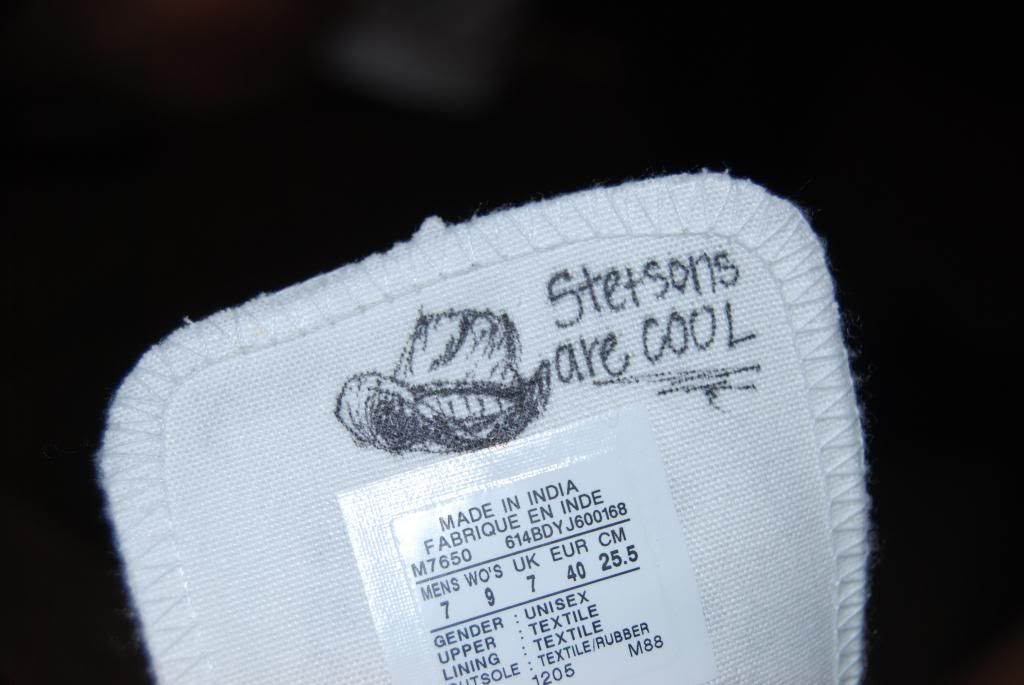 Stetsons
are COOL
MADE IN INDIA
FABRIQUE EN INDE
M7650 614BDYJ600168
MENS WO'S UK EUR CM
7 9 7 40 25.5
GENDER : UNISEX
UPPER : TEXTILE
LINING : TEXTILE
OUTSOLE : TEXTILE/RUBBER
1205 M88